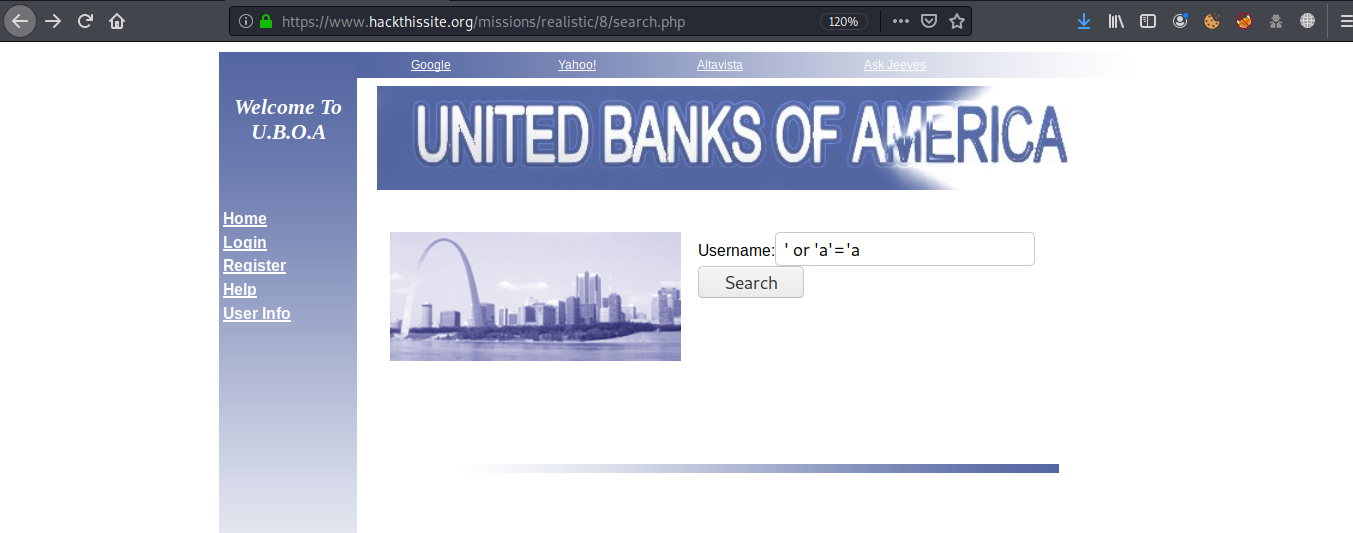 https://www.hackthissite.org/missions/realistic/8/search.php 120%
Google Yahoo! Altavista Ask Jeeves
Welcome To
U.B.O.A
UNITED BANKS OF AMERICA
Home
Login
Register
Help
User Info
Username: ' or 'a'='a
Search